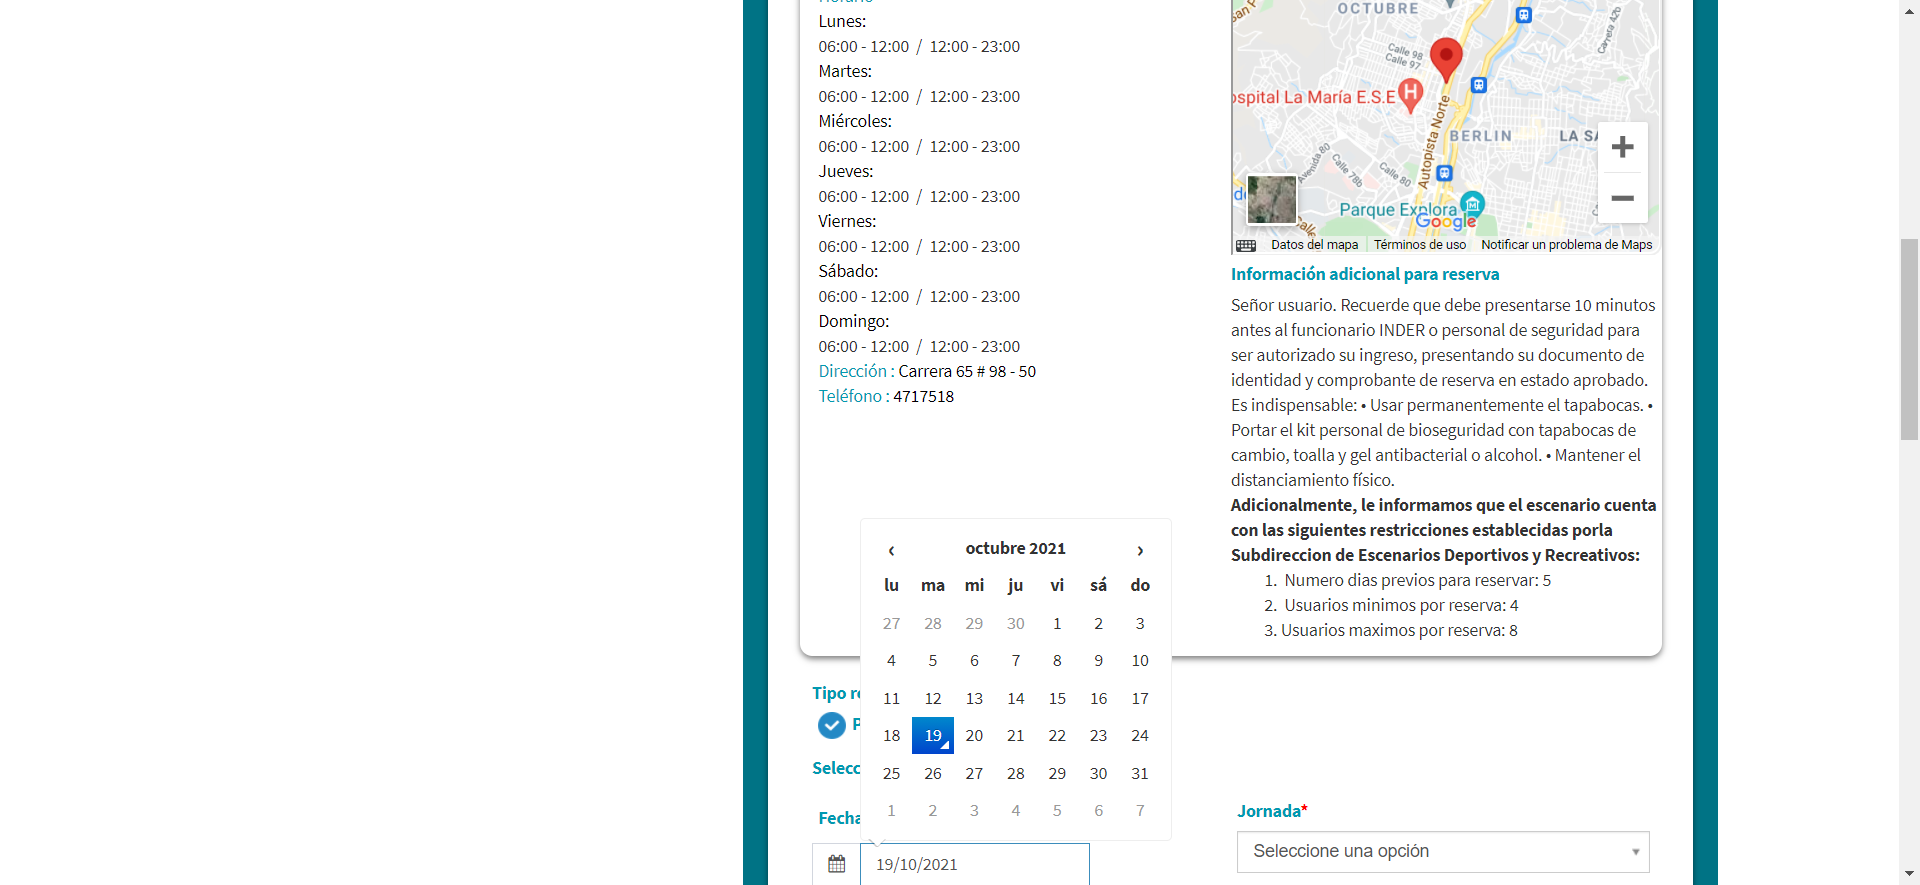 Lunes:
06:00 - 12:00 / 12:00 - 23:00
Martes:
06:00 - 12:00 / 12:00 - 23:00
Miércoles:
06:00 - 12:00 / 12:00 - 23:00
Jueves:
06:00 - 12:00 / 12:00 - 23:00
Viernes:
06:00 - 12:00 / 12:00 - 23:00
Sábado:
06:00 - 12:00 / 12:00 - 23:00
Domingo:
06:00 - 12:00 / 12:00 - 23:00
Dirección : Carrera 65 # 98 - 50
Teléfono : 4717518
OCTUBRE
Calle 98
Calle 97
Carrera 42b
ospital La María E.S.E
H
Autopista Norte
BERLIN
LA SA
Avenida 80
Calle 78b
Calle 80
Parque Explora
Google
Calle
Datos del mapa
Términos de uso
Notificar un problema de Maps
Información adicional para reserva
Señor usuario. Recuerde que debe presentarse 10 minutos
antes al funcionario INDER o personal de seguridad para
ser autorizado su ingreso, presentando su documento de
identidad y comprobante de reserva en estado aprobado.
Es indispensable: • Usar permanentemente el tapabocas. •
Portar el kit personal de bioseguridad con tapabocas de
cambio, toalla y gel antibacterial o alcohol. • Mantener el
distanciamiento físico.
Adicionalmente, le informamos que el escenario cuenta
con las siguientes restricciones establecidas porla
Subdireccion de Escenarios Deportivos y Recreativos:
1. Numero dias previos para reservar: 5
2. Usuarios minimos por reserva: 4
3. Usuarios maximos por reserva: 8
‹ octubre 2021 ›
lu ma mi ju vi sá do
27 28 29 30 1 2 3
4 5 6 7 8 9 10
11 12 13 14 15 16 17
18 19 20 21 22 23 24
25 26 27 28 29 30 31
1 2 3 4 5 6 7
Tipo re
P
Selecc
Fecha
19/10/2021
Jornada*
Seleccione una opción